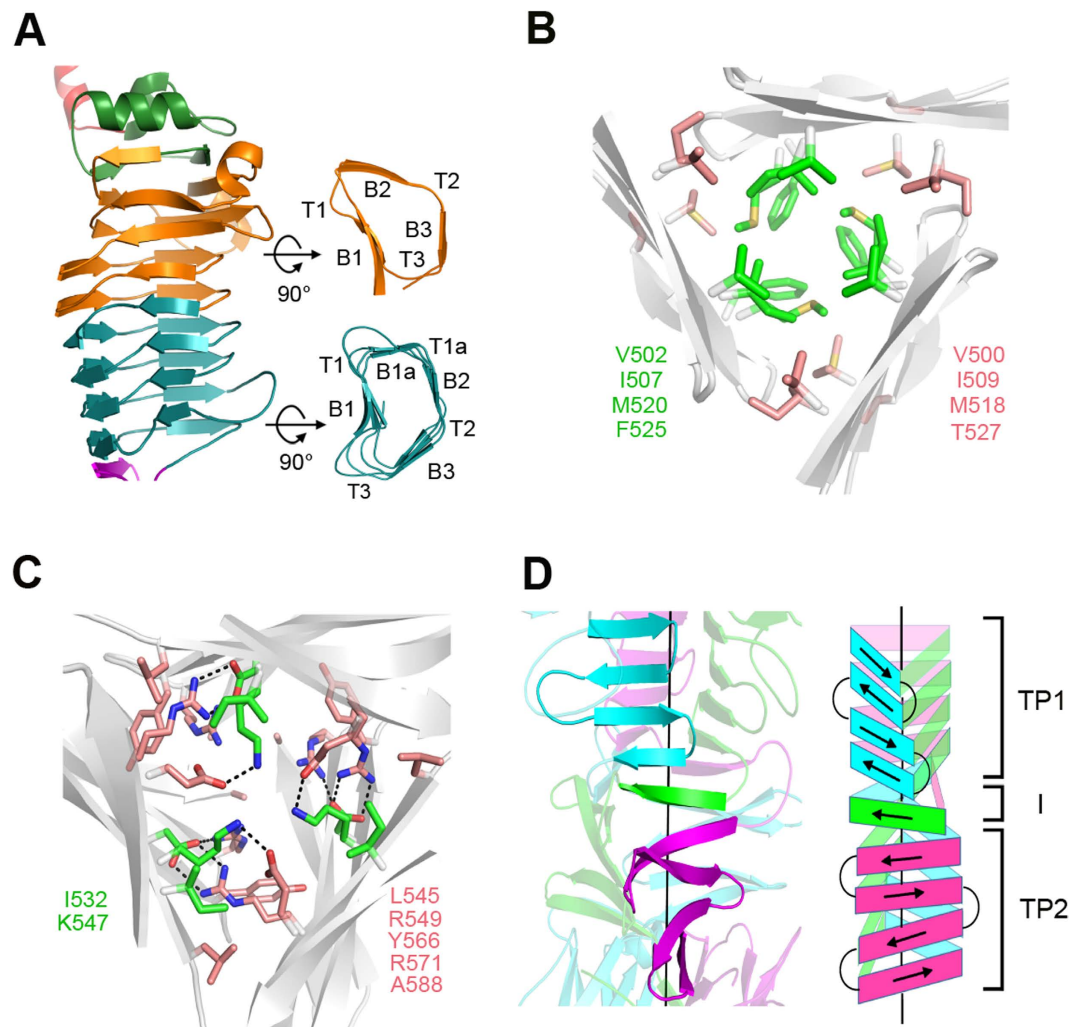 A
B2
T2
T1
B3
B1
T3
90°
T1
T1a
B1a
B2
B1
T2
90°
B3
T3
B
V502
I507
M520
F525
V500
I509
M518
T527
C
I532
K547
L545
R549
Y566
R571
A588
D
TP1
I
TP2